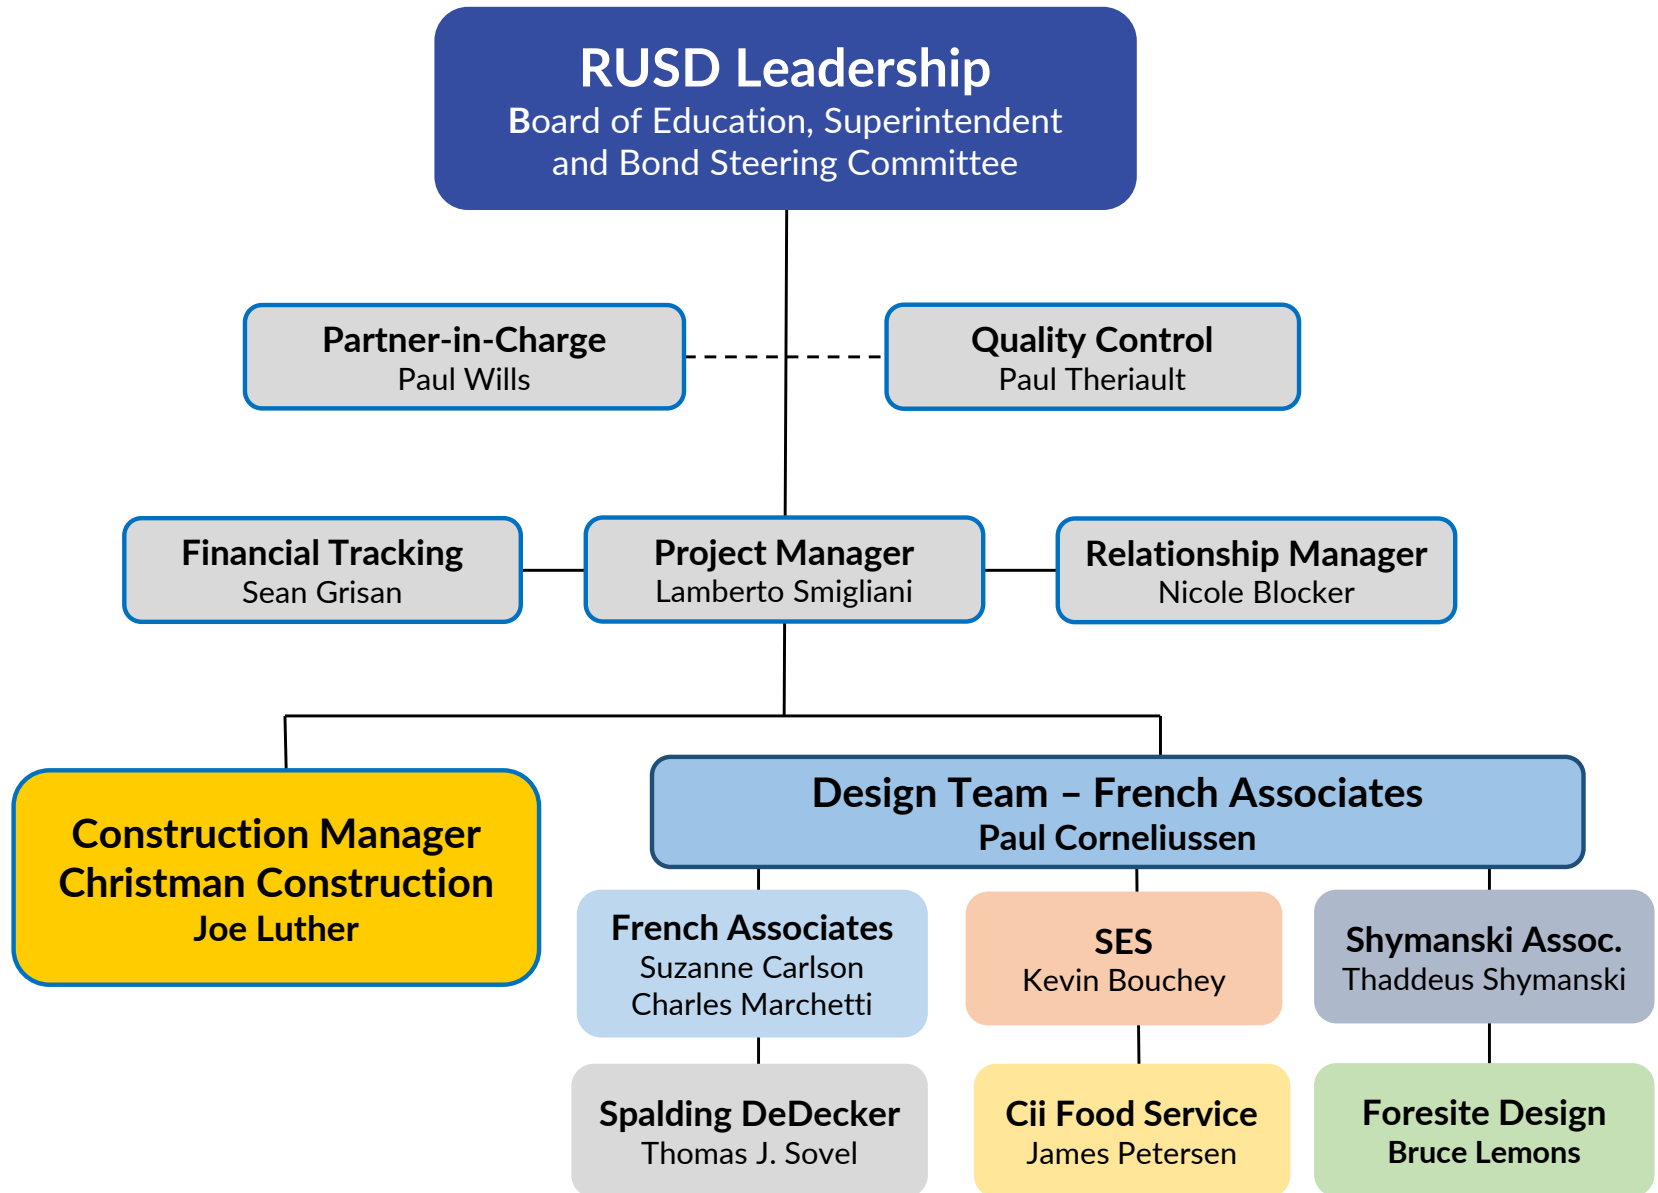 RUSD Leadership
Board of Education, Superintendent
and Bond Steering Committee
Partner-in-Charge
Paul Wills
Quality Control
Paul Theriault
Financial Tracking
Sean Grisan
Project Manager
Lamberto Smigliani
Relationship Manager
Nicole Blocker
Construction Manager
Christman Construction
Joe Luther
Design Team – French Associates
Paul Corneliussen
French Associates
Suzanne Carlson
Charles Marchetti
SES
Kevin Bouchey
Shymanski Assoc.
Thaddeus Shymanski
Spalding DeDecker
Thomas J. Sovel
Cii Food Service
James Petersen
Foresite Design
Bruce Lemons